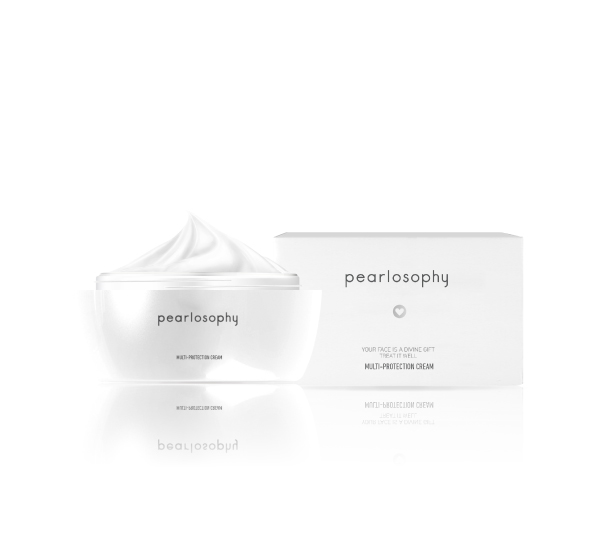 pearlosophy
MULTI-PROTECTION CREAM
pearlosophy
YOUR FACE IS A DIVINE GIFT
TREAT IT WELL
MULTI-PROTECTION CREAM